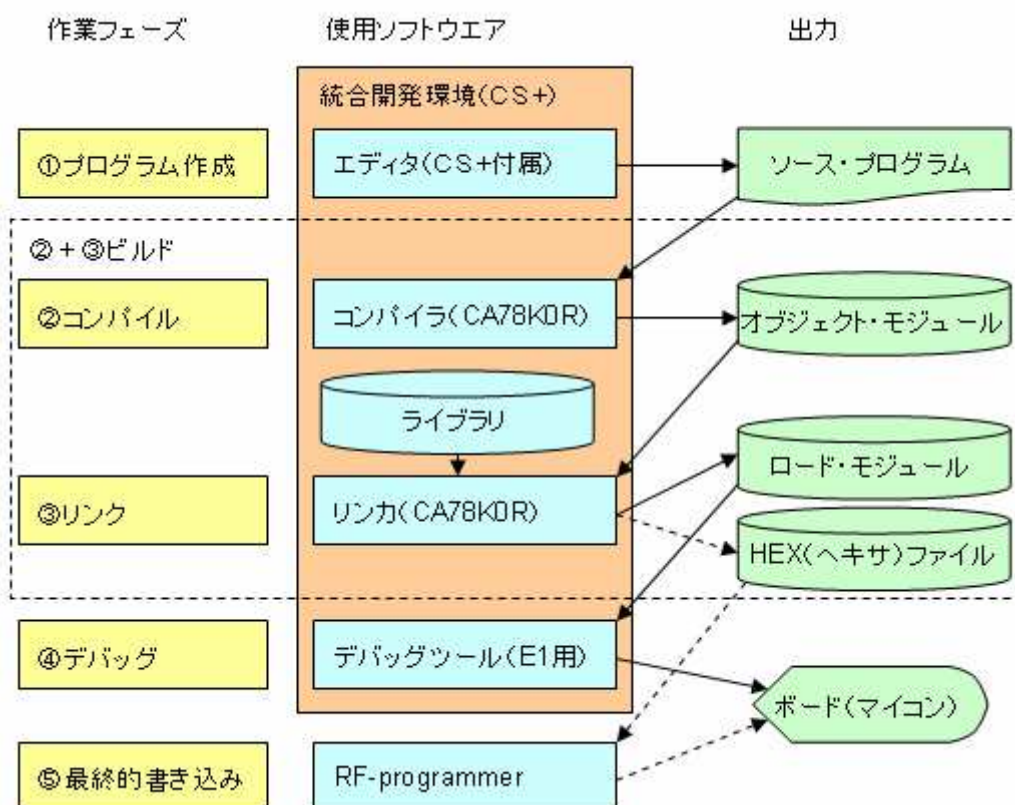 作業フェーズ 使用ソフトウエア 出力
統合開発環境(CS+)
①プログラム作成 エディタ(CS+付属) ソース・プログラム
②+③ビルド
②コンパイル コンパイラ(CA78K0R) オブジェクト・モジュール
ライブラリ
ロード・モジュール
③リンク リンカ(CA78K0R)
HEX(ヘキサ)ファイル
④デバッグ デバッグツール(E1用)
ボード(マイコン)
⑤最終的書き込み RF-programmer